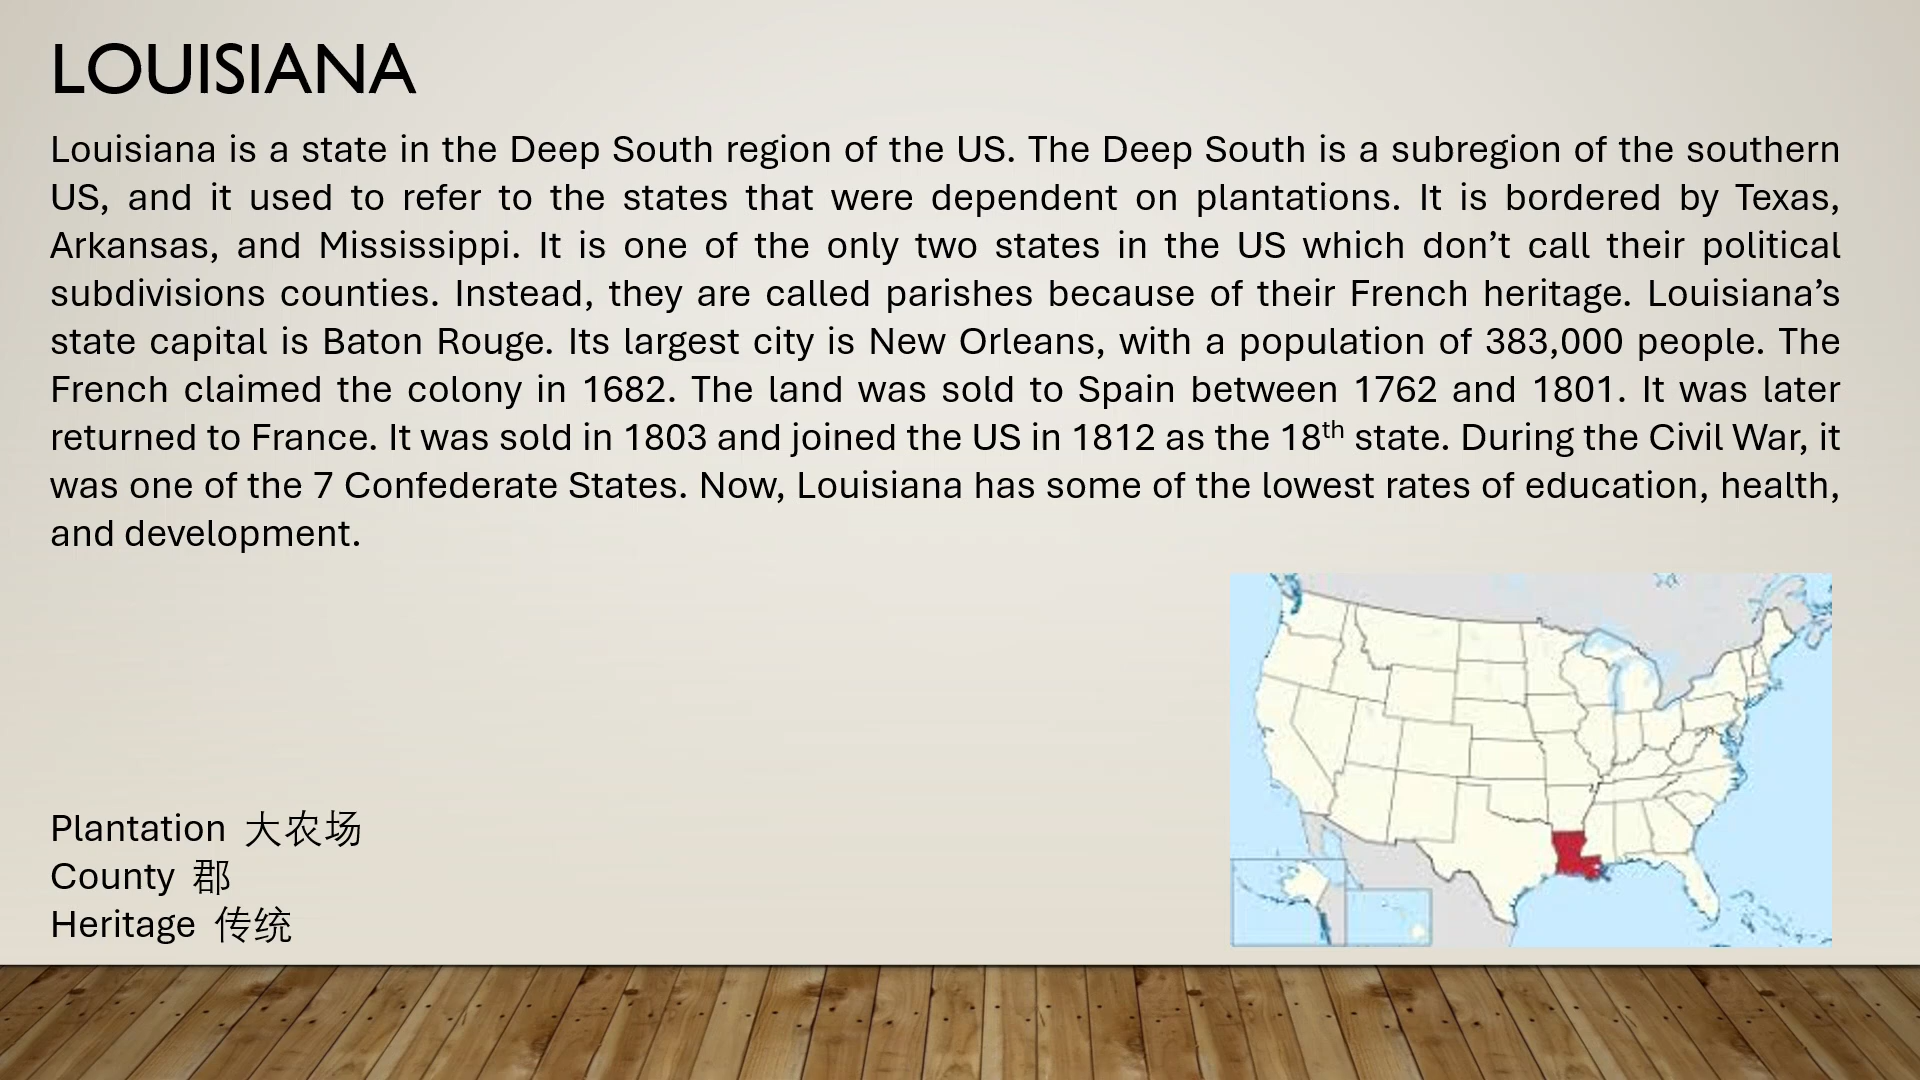 LOUISIANA
Louisiana is a state in the Deep South region of the US. The Deep South is a subregion of the southern
US, and it used to refer to the states that were dependent on plantations. It is bordered by Texas,
Arkansas, and Mississippi. It is one of the only two states in the US which don’t call their political
subdivisions counties. Instead, they are called parishes because of their French heritage. Louisiana’s
state capital is Baton Rouge. Its largest city is New Orleans, with a population of 383,000 people. The
French claimed the colony in 1682. The land was sold to Spain between 1762 and 1801. It was later
returned to France. It was sold in 1803 and joined the US in 1812 as the 18th state. During the Civil War, it
was one of the 7 Confederate States. Now, Louisiana has some of the lowest rates of education, health,
and development.
Plantation 大农场
County 郡
Heritage 传统